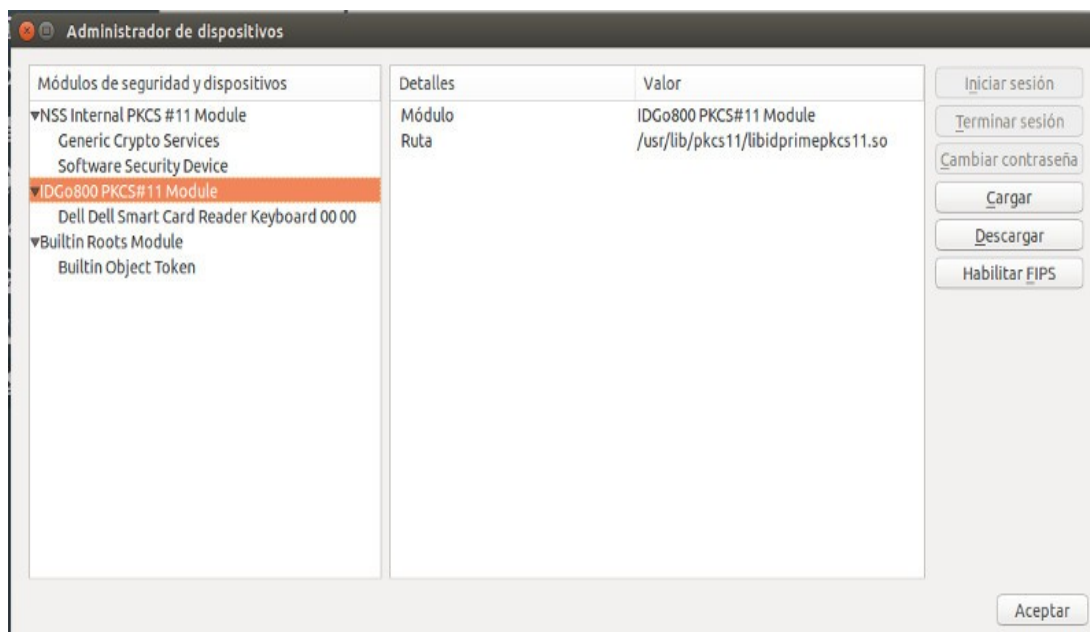 Administrador de dispositivos
Módulos de seguridad y dispositivos
NSS Internal PKCS #11 Module
Generic Crypto Services
Software Security Device
IDGo800 PKCS#11 Module
Dell Dell Smart Card Reader Keyboard 00 00
Builtin Roots Module
Builtin Object Token
Detalles Valor
Módulo IDGo800 PKCS#11 Module
Ruta /usr/lib/pkcs11/libidprimepkcs11.so
Iniciar sesión
Terminar sesión
Cambiar contraseña
Cargar
Descargar
Habilitar FIPS
Aceptar